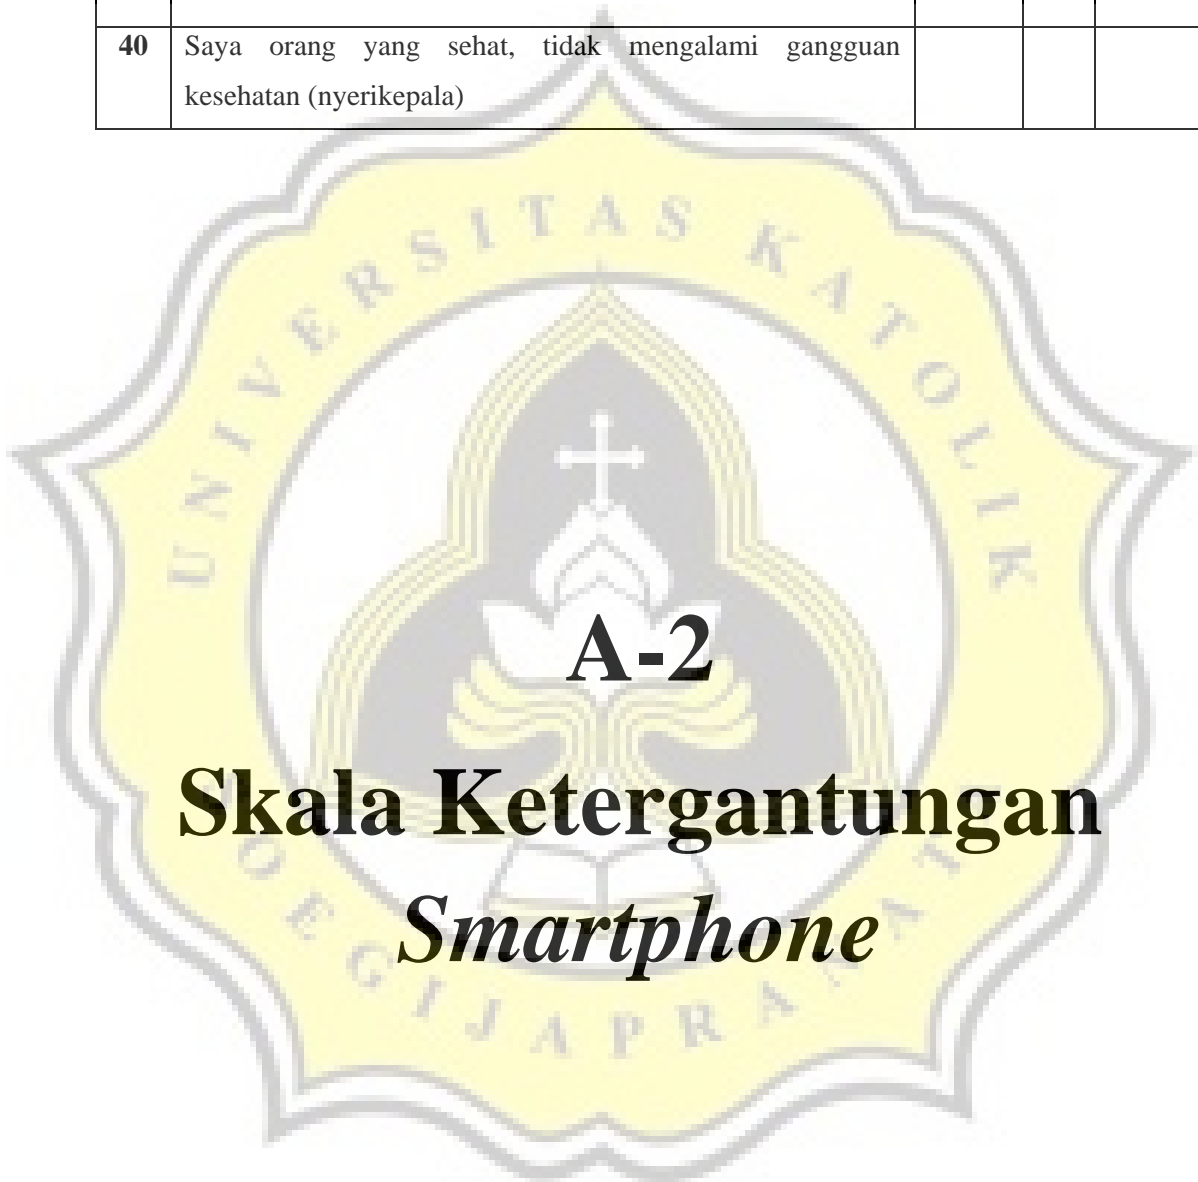 40 Saya orang yang sehat, tidak mengalami gangguan
kesehatan (nyerikepala)
UNIVERSITAS KATOLIK
A-2
Skala Ketergantungan
Smartphone
SOEGIJAPRANATA